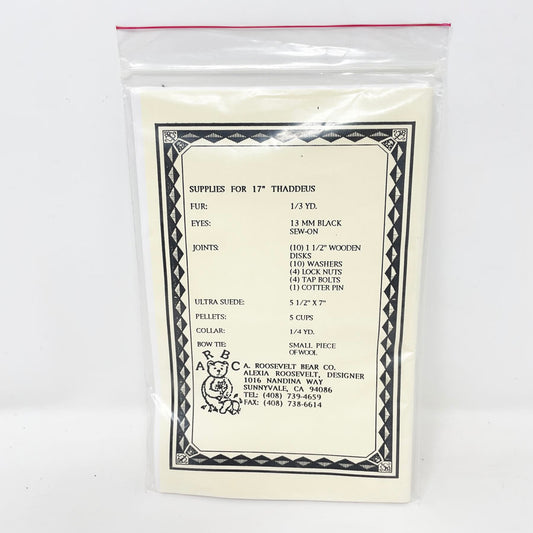 SUPPLIES FOR 17" THADDEUS
FUR: 1/3 YD.
EYES: 13 MM BLACK
SEW-ON
JOINTS: (10) 1 1/2" WOODEN
DISKS
(10) WASHERS
(4) LOCK NUTS
(4) TAP BOLTS
(1) COTTER PIN
ULTRA SUEDE: 5 1/2" X 7"
PELLETS: 5 CUPS
COLLAR: 1/4 YD.
BOW TIE: SMALL PIECE
OF WOOL
A R B C
A. ROOSEVELT BEAR CO.
ALEXIA ROOSEVELT, DESIGNER
1016 NANDINA WAY
SUNNYVALE, CA 94086
TEL: (408) 739-4659
FAX: (408) 738-6614